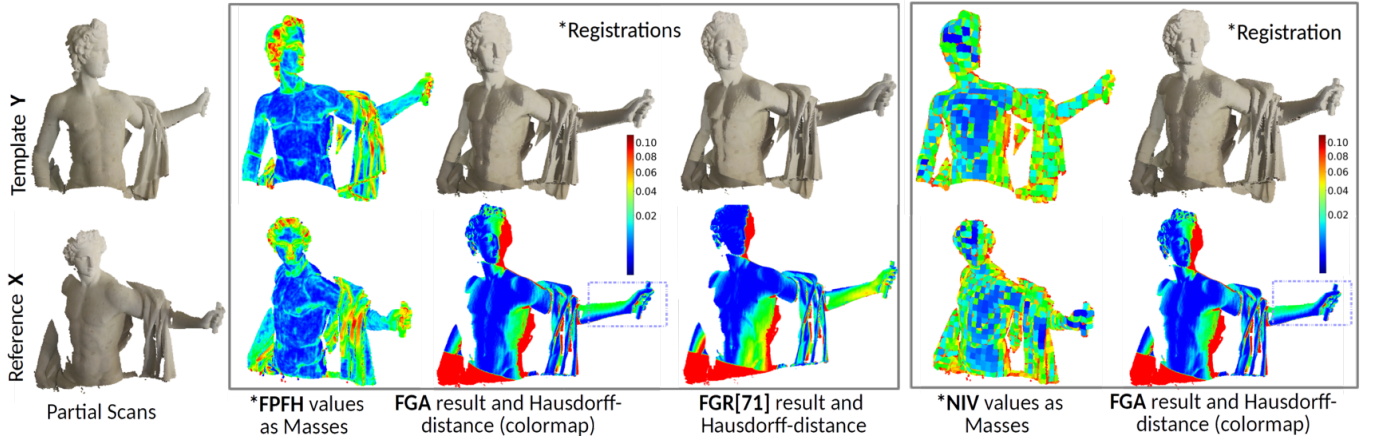 *Registrations
*Registration
Template Y
0.10
0.08
0.06
0.04
0.02
0.10
0.08
0.06
0.04
0.02
Reference X
Partial Scans
*FPFH values
as Masses
FGA result and Hausdorff-
distance (colormap)
FGR[71] result and
Hausdorff-distance
*NIV values as
Masses
FGA result and Hausdorff-
distance (colormap)